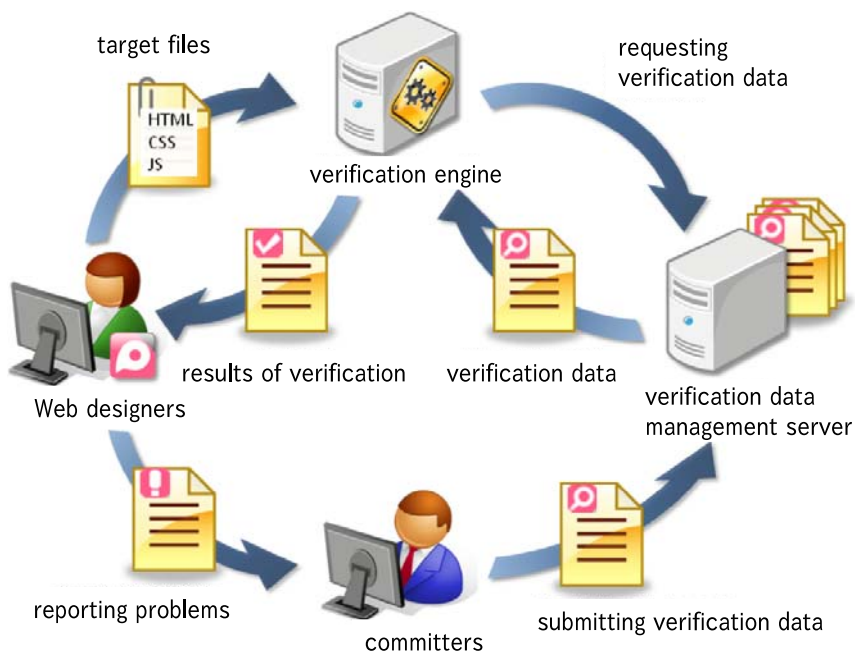 target files
HTML
CSS
JS
verification engine
requesting
verification data
results of verification
verification data
Web designers
verification data
management server
reporting problems
committers
submitting verification data